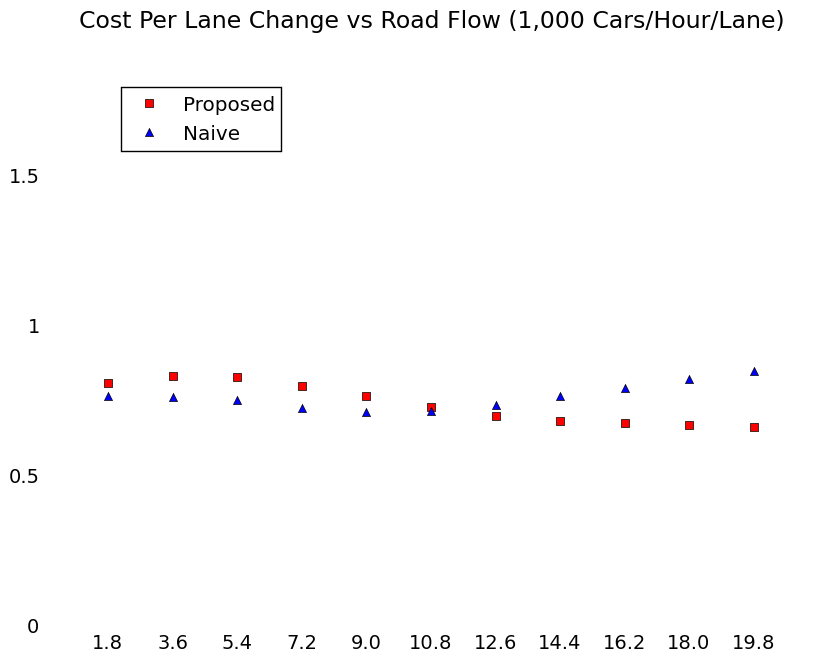 Cost Per Lane Change vs Road Flow (1,000 Cars/Hour/Lane)
Proposed
Naive
1.5
1
0.5
0
1.8 3.6 5.4 7.2 9.0 10.8 12.6 14.4 16.2 18.0 19.8